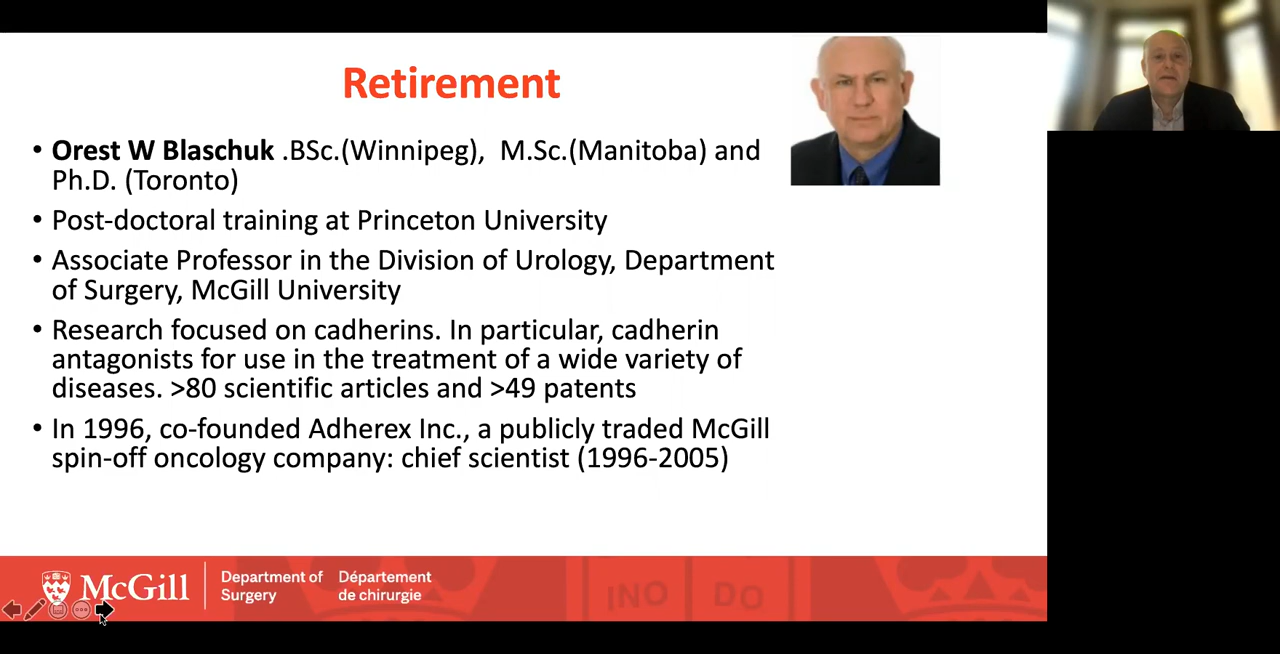 Retirement
• Orest W Blaschuk .BSc.(Winnipeg), M.Sc.(Manitoba) and
Ph.D. (Toronto)
• Post-doctoral training at Princeton University
• Associate Professor in the Division of Urology, Department
of Surgery, McGill University
• Research focused on cadherins. In particular, cadherin
antagonists for use in the treatment of a wide variety of
diseases. >80 scientific articles and >49 patents
• In 1996, co-founded Adherex Inc., a publicly traded McGill
spin-off oncology company: chief scientist (1996-2005)
McGill
Department of
Surgery
Département
de chirurgie
INO DO